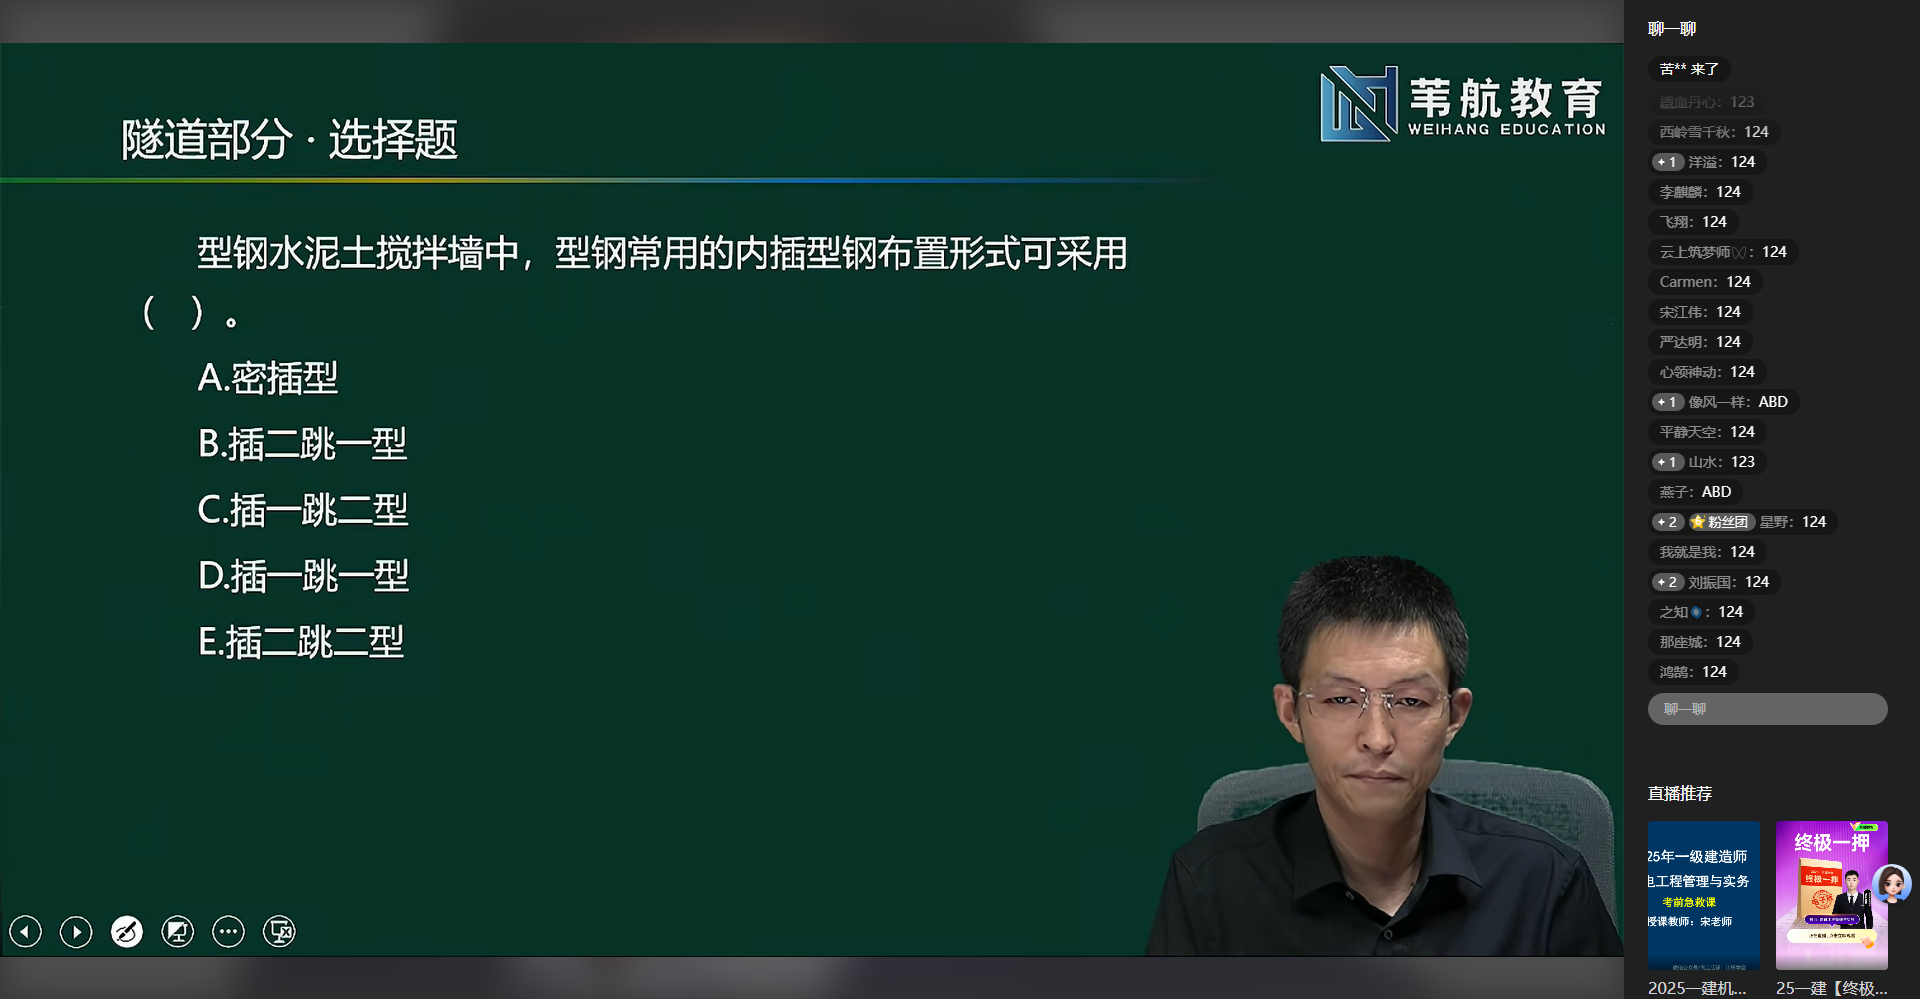 苇航教育
WEIHANG EDUCATION
隧道部分·选择题
型钢水泥土搅拌墙中，型钢常用的内插型钢布置形式可采用
（ ）。
A.密插型
B.插二跳一型
C.插一跳二型
D.插一跳一型
E.插二跳二型
聊一聊
苦** 来了
西岭雪千秋：124
+1 洋溢：124
李麒麟：124
飞翔：124
云上筑梦师：124
Carmen：124
宋江伟：124
严达明：124
心领神动：124
+1 像风一样：ABD
平静天空：124
+1 山水：123
燕子：ABD
+2 粉丝团 星野：124
我就是我：124
+2 刘振国：124
之知：124
那座城：124
鸿鹄：124
聊一聊
直播推荐
25年一级建造师
电工程管理与实务
考前急救课
授课教师：宋老师
终极一押
终极一押
2025一建机...
25一建【终极...